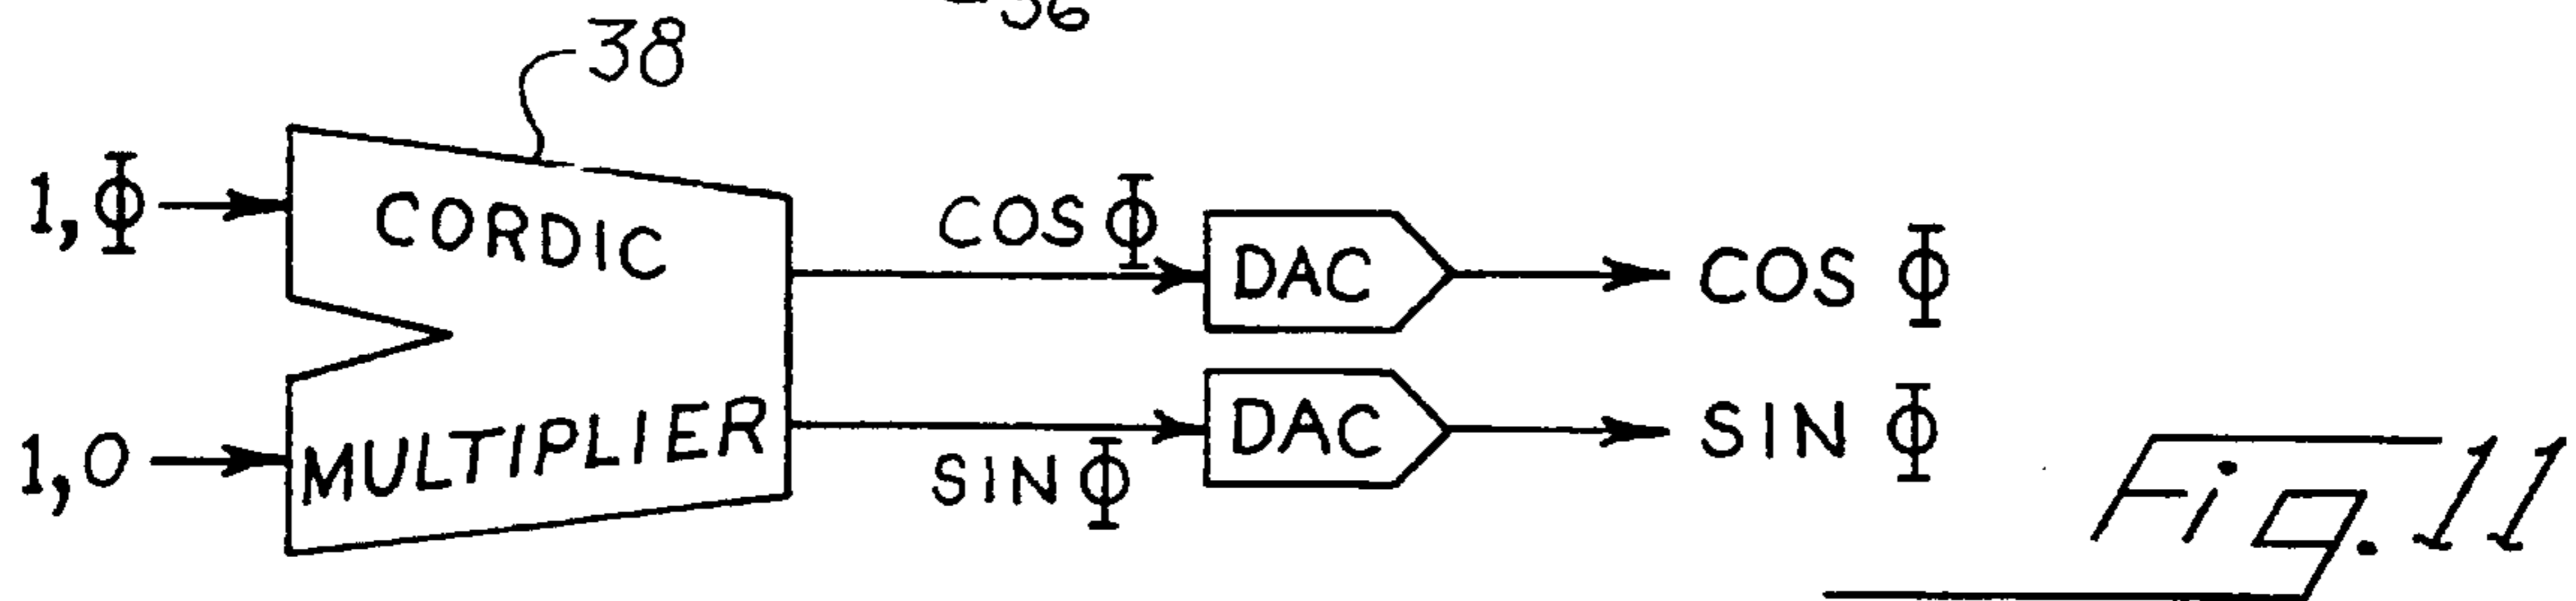 36
38
1,Φ
CORDIC
MULTIPLIER
1,0
COS Φ
DAC
COS Φ
SIN Φ
DAC
SIN Φ
Fig. 11